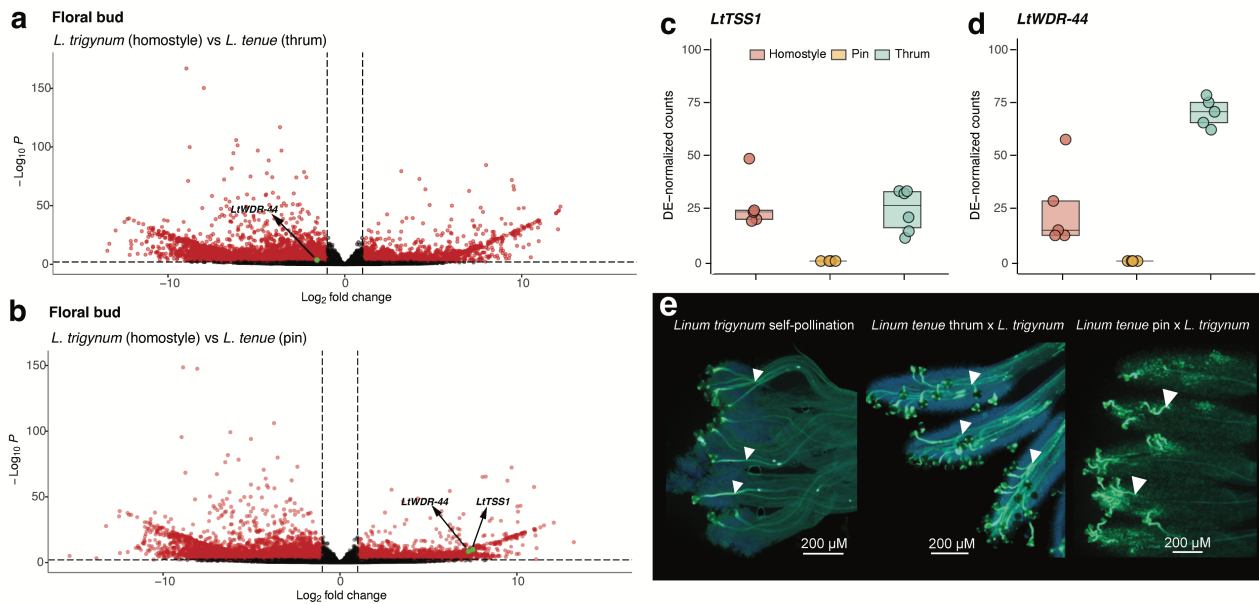 a
Floral bud
L. trigynum (homostyle) vs L. tenue (thrum)
−Log10 P
150
100
50
0
LtWDR-44
−10
0
10
Log2 fold change
b
Floral bud
L. trigynum (homostyle) vs L. tenue (pin)
−Log10 P
150
100
50
0
LtWDR-44
LtTSS1
−10
0
10
Log2 fold change
c
LtTSS1
Homostyle
Pin
Thrum
DE−normalized counts
100
75
50
25
0
d
LtWDR-44
DE−normalized counts
100
75
50
25
0
e
Linum trigynum self-pollination
Linum tenue thrum x L. trigynum
Linum tenue pin x L. trigynum
200 µM
200 µM
200 µM